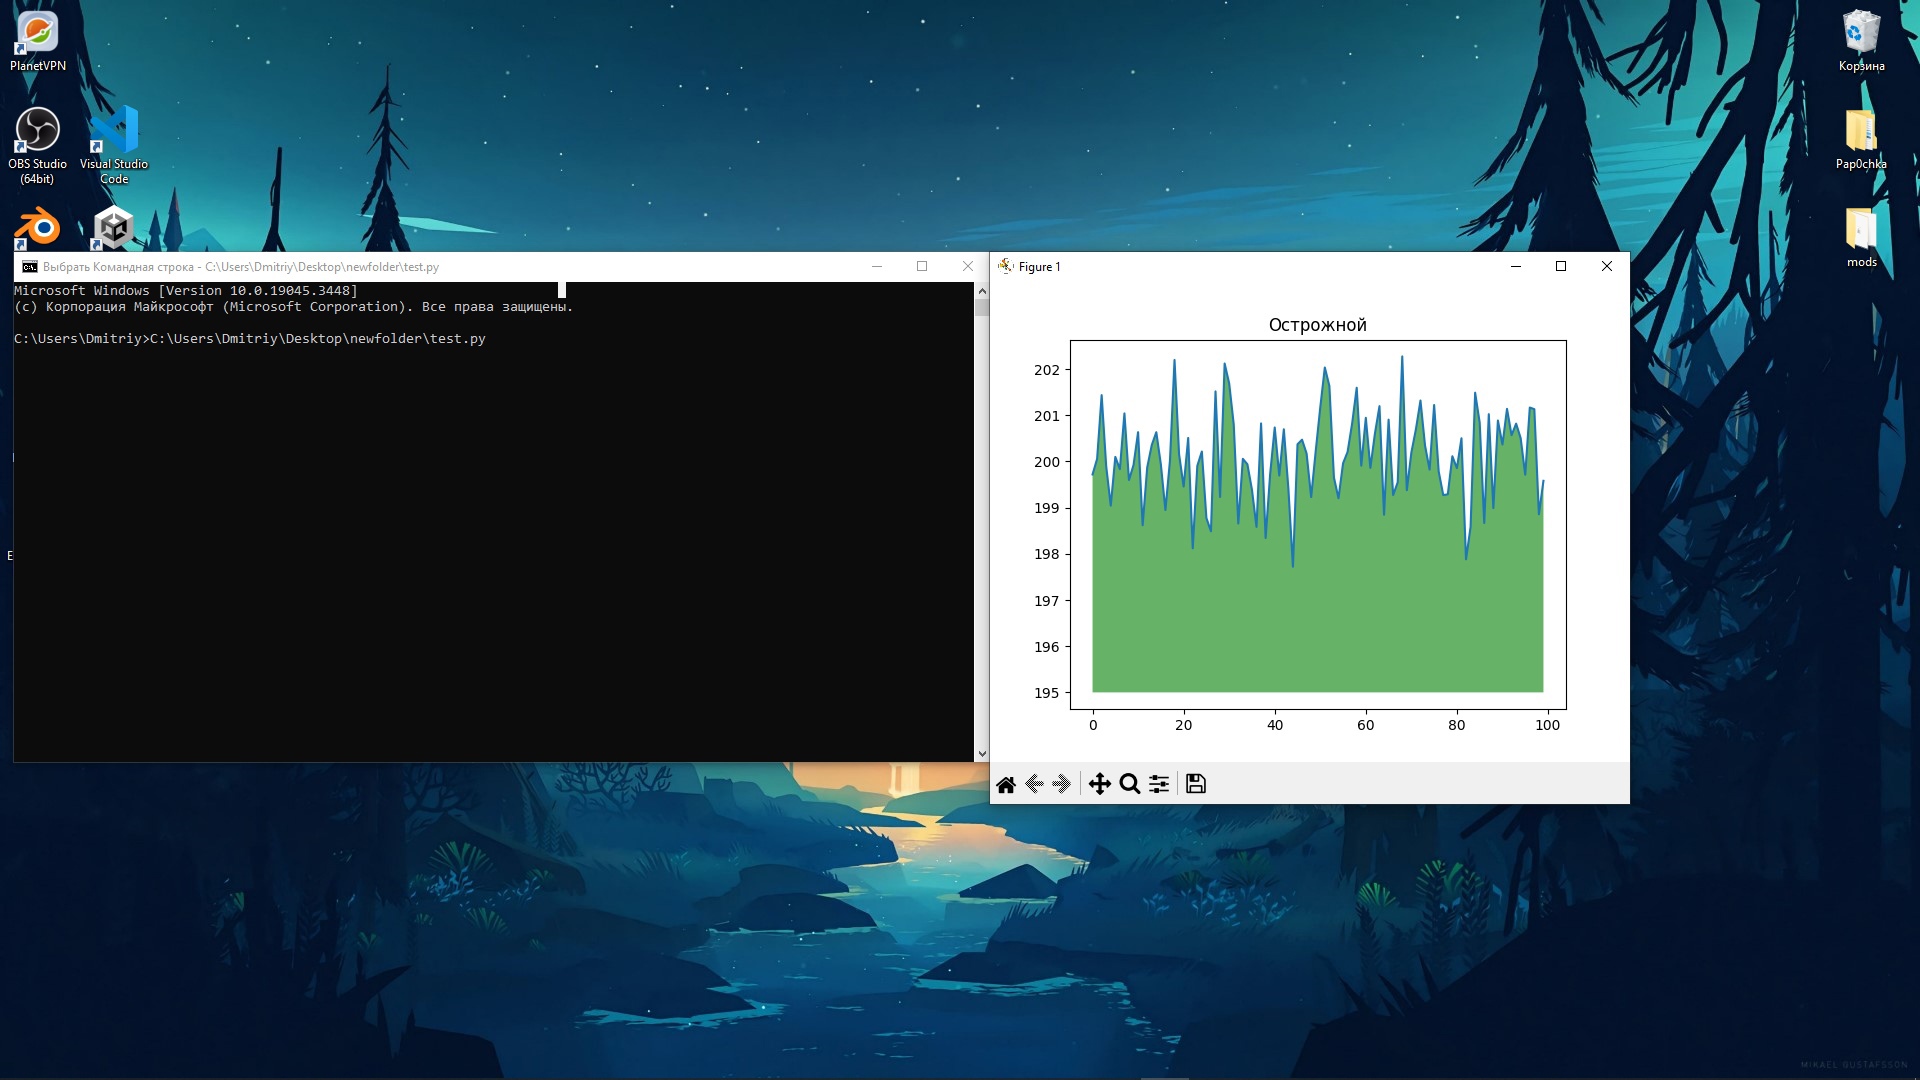 PlanetVPN
OBS Studio
(64bit)
Visual Studio
Code
Корзина
Pap0chka
mods
Выбрать Командная строка - C:\Users\Dmitriy\Desktop\newfolder\test.py
Microsoft Windows [Version 10.0.19045.3448]
(c) Корпорация Майкрософт (Microsoft Corporation). Все права защищены.
C:\Users\Dmitriy>C:\Users\Dmitriy\Desktop\newfolder\test.py
Figure 1
Острожной
202
201
200
199
198
197
196
195
0 20 40 60 80 100
MIKAEL GUSTAFSSON